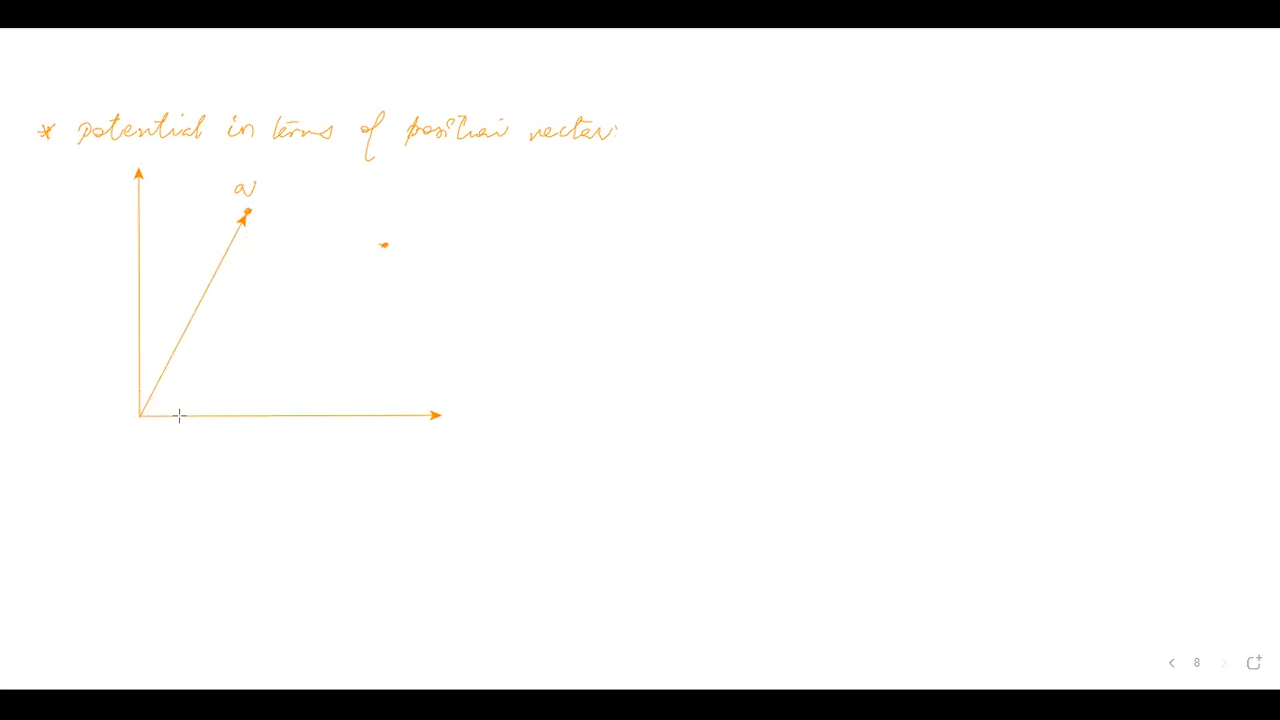 * potential in terms of position vector:
a
8